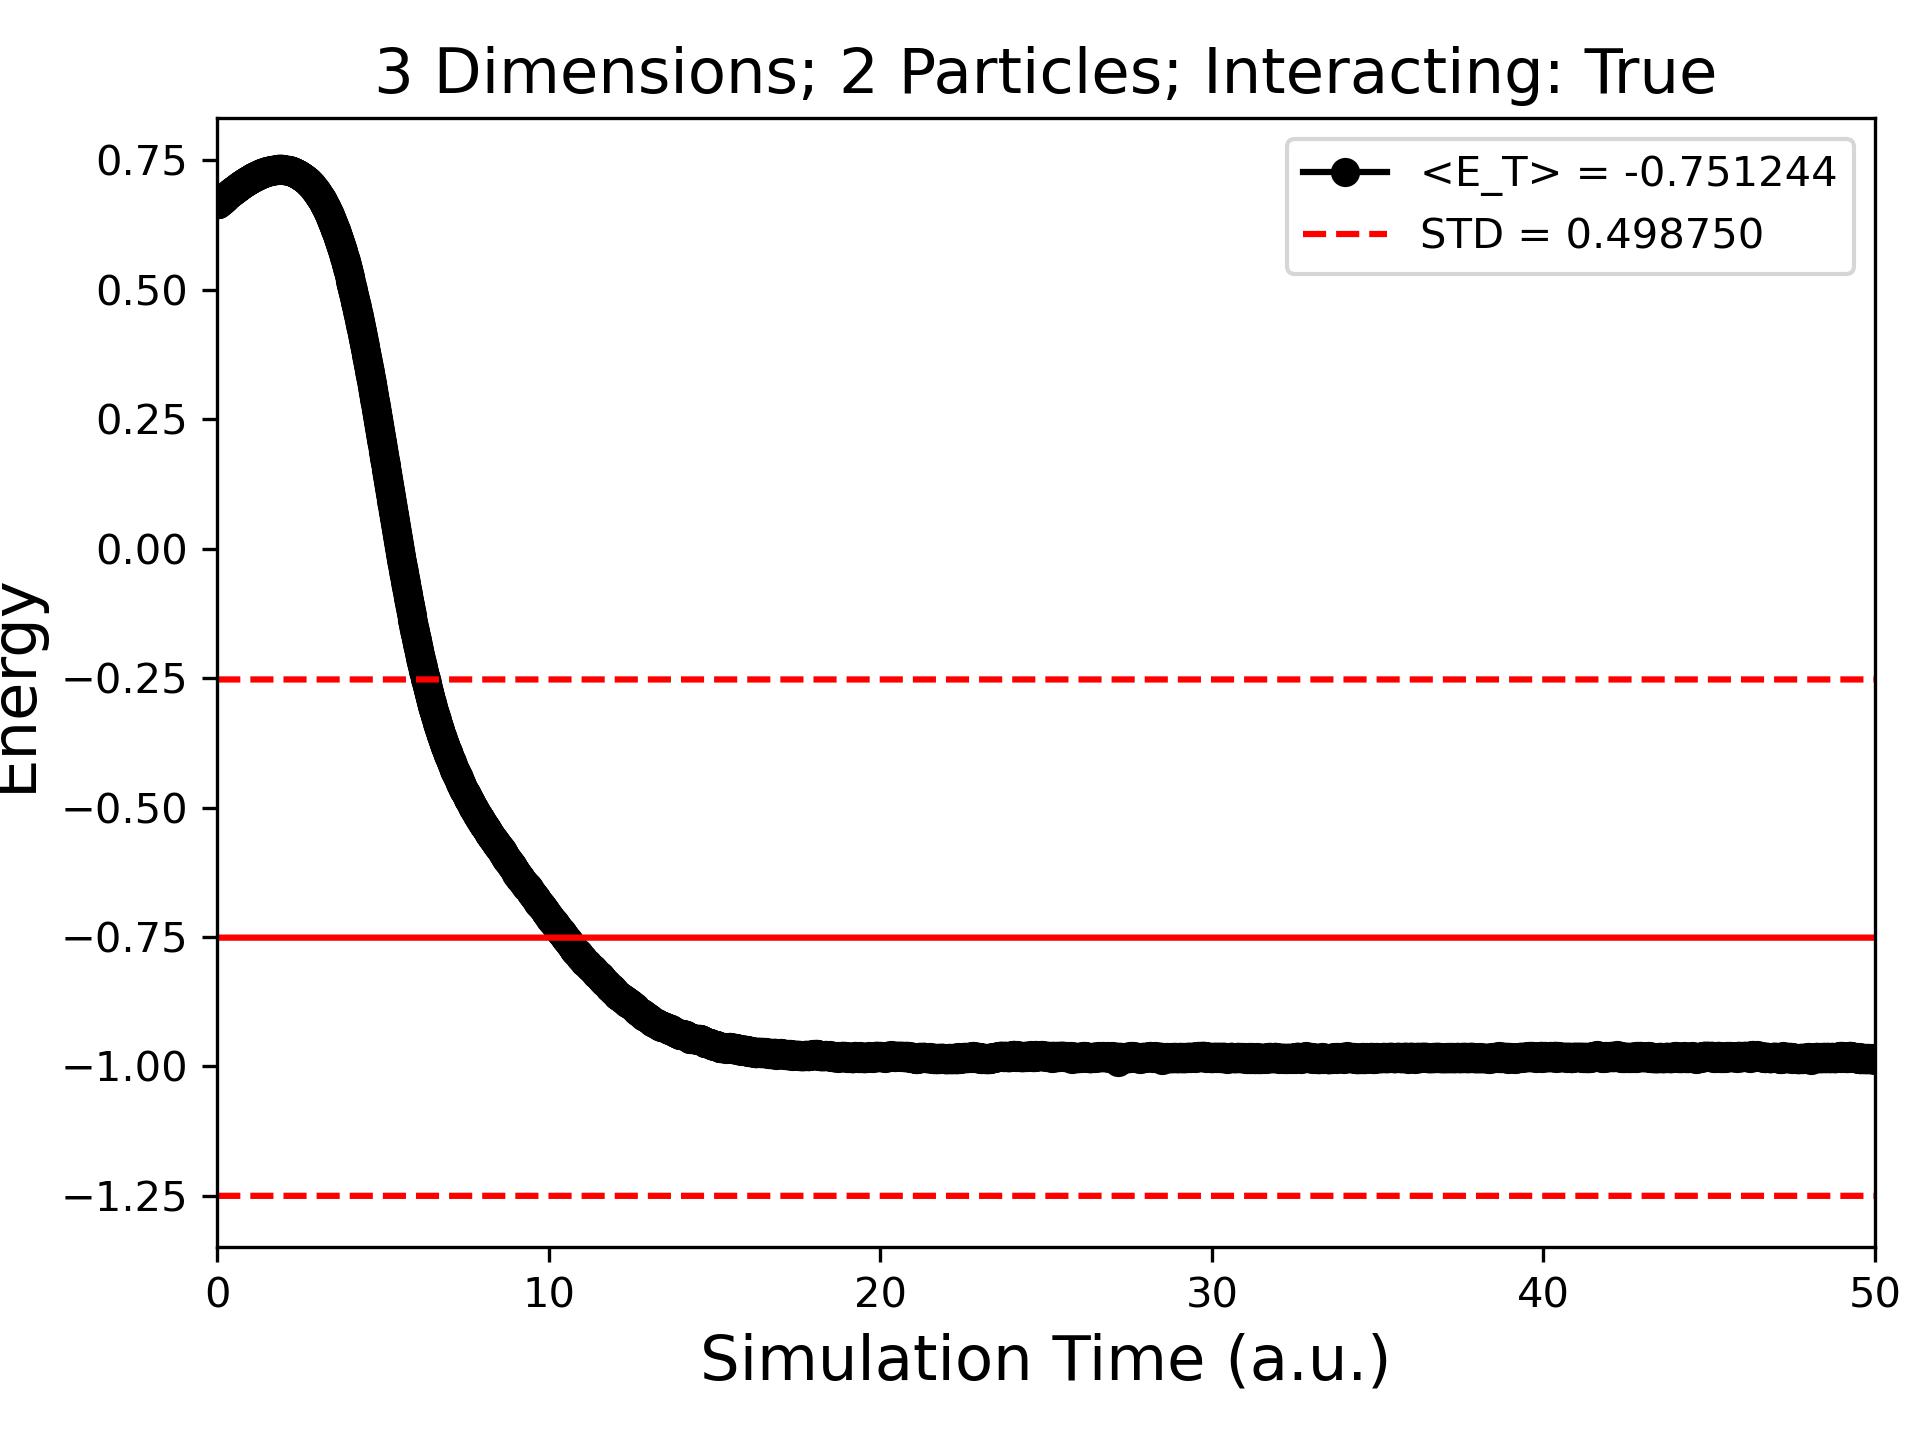 3 Dimensions; 2 Particles; Interacting: True
<E_T> = -0.751244
STD = 0.498750
Energy
0.75
0.50
0.25
0.00
−0.25
−0.50
−0.75
−1.00
−1.25
0 10 20 30 40 50
Simulation Time (a.u.)